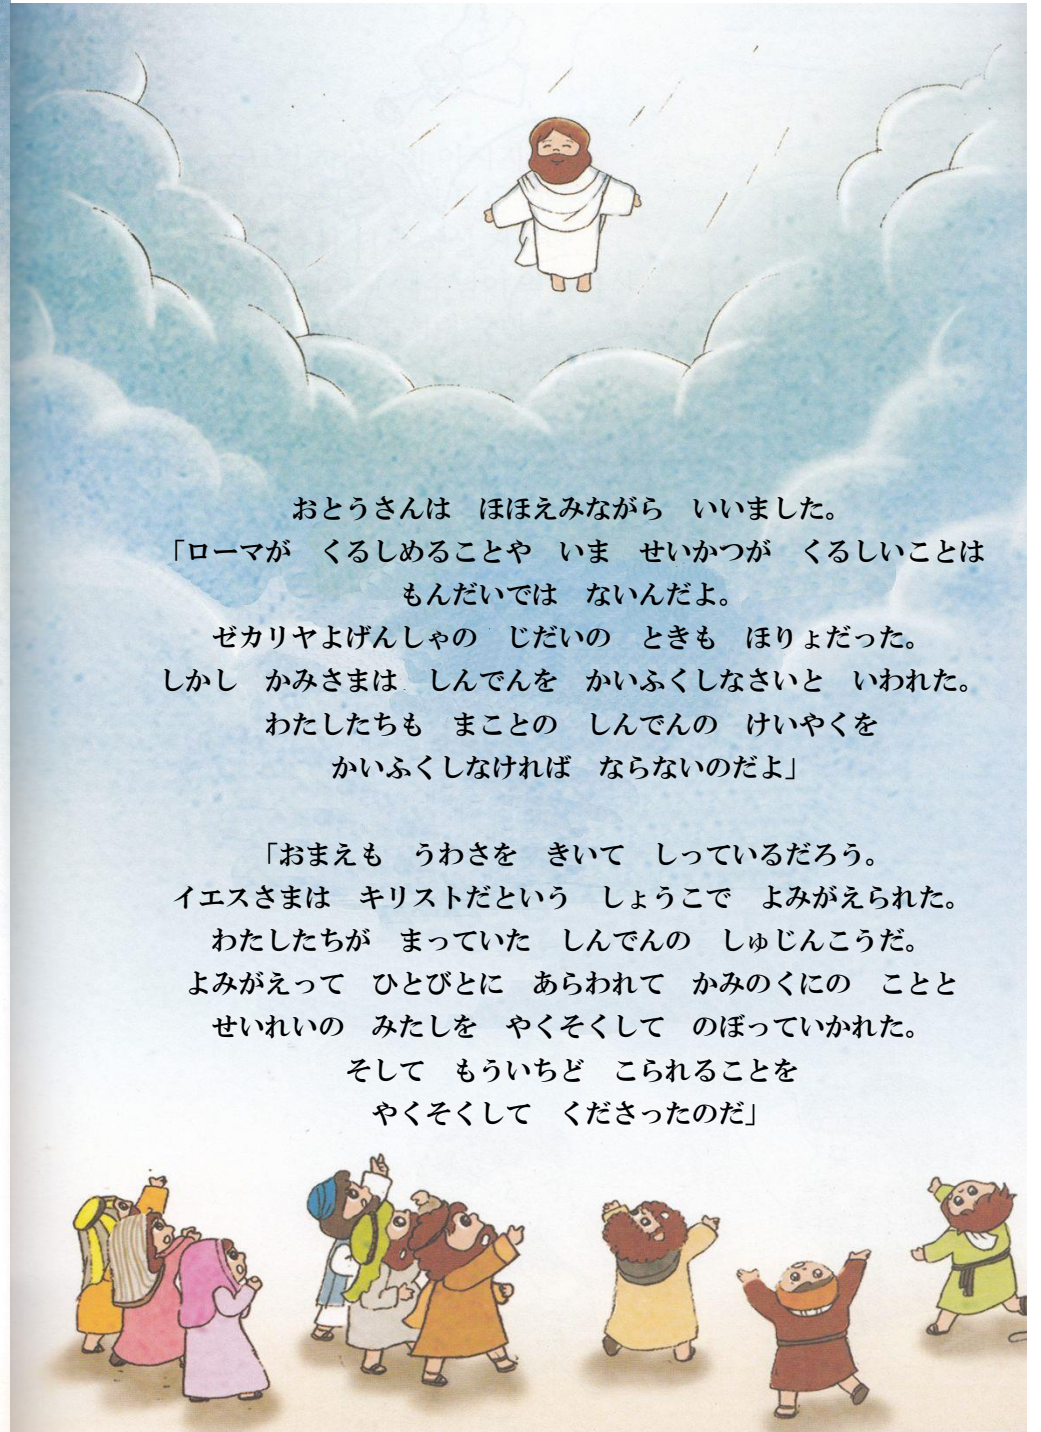 おとうさんは　ほほえみながら　いいました。
「ローマが　くるしめることや　いま　せいかつが　くるしいことは
もんだいでは　ないんだよ。
ゼカリヤよげんしゃの　じだいの　ときも　ほりょだった。
しかし　かみさまは　しんでんを　かいふくしなさいと　いわれた。
わたしたちも　まことの　しんでんの　けいやくを
かいふくしなければ　ならないのだよ」
「おまえも　うわさを　きいて　しっているだろう。
イエスさまは　キリストだという　しょうこで　よみがえられた。
わたしたちが　まっていた　しんでんの　しゅじんこうだ。
よみがえって　ひとびとに　あらわれて　かみのくにの　ことと
せいれいの　みたしを　やくそくして　のぼっていかれた。
そして　もういちど　こられることを
やくそくして　くださったのだ」